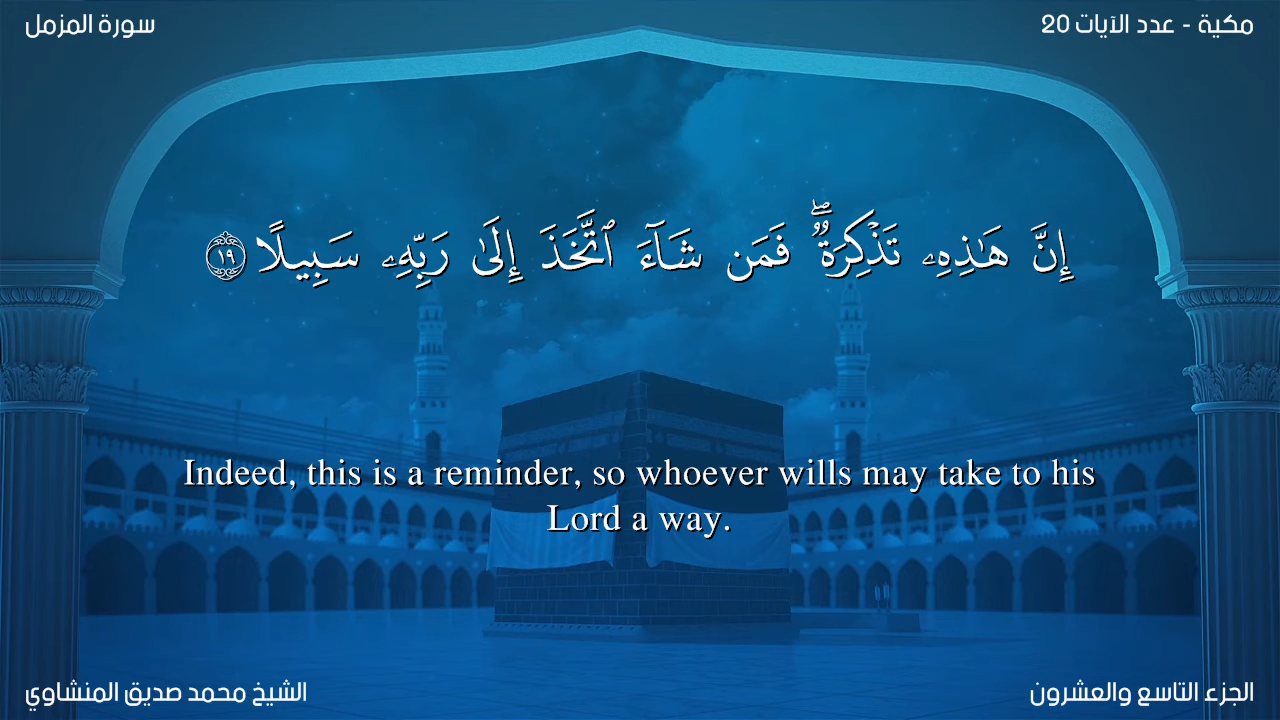 سورة المزمل
مكية - عدد الآيات 20
إِنَّ هَـٰذِهِۦ تَذْكِرَةٌۖ فَمَن شَآءَ ٱتَّخَذَ إِلَىٰ رَبِّهِۦ سَبِيلًا ١٩
Indeed, this is a reminder, so whoever wills may take to his
Lord a way.
الشيخ محمد صديق المنشاوي
الجزء التاسع والعشرون